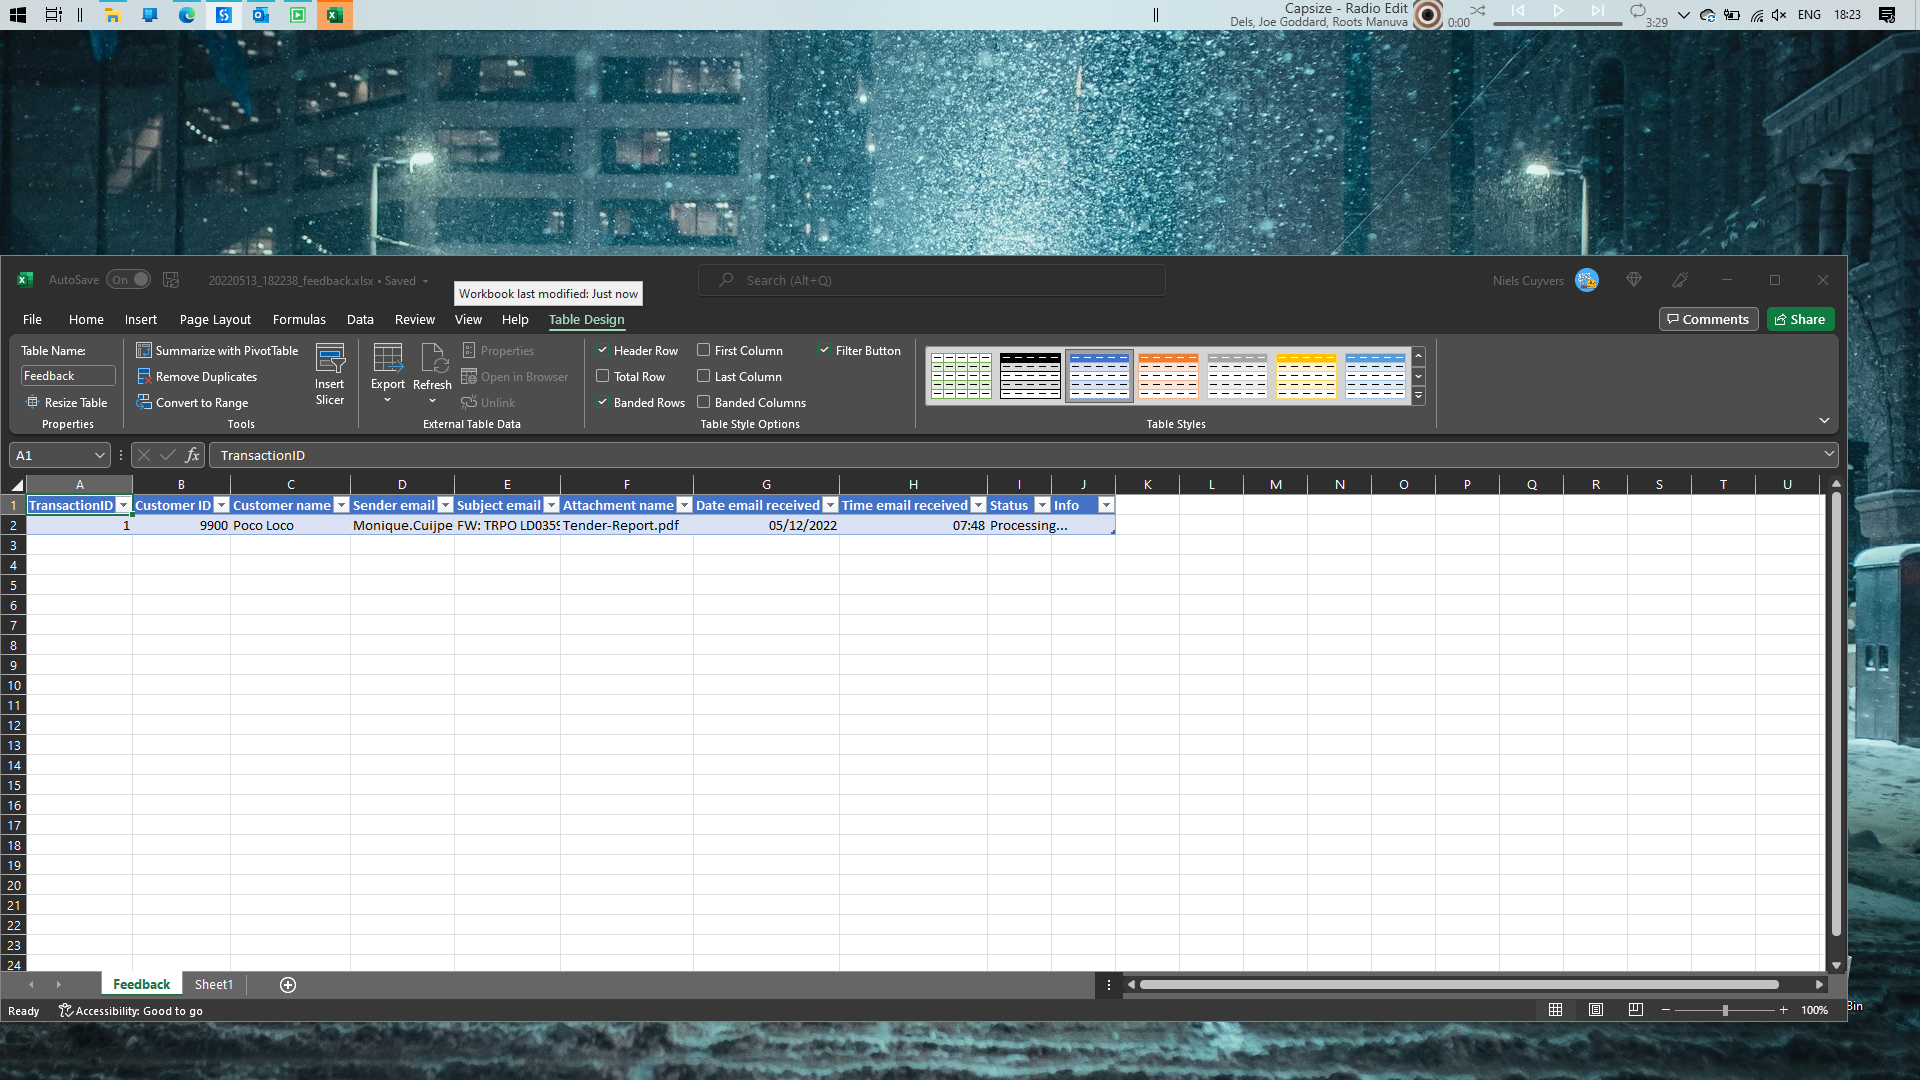 Capsize - Radio Edit
Dels, Joe Goddard, Roots Manuva
0:00
3:29
ENG
18:23
AutoSave
On
20220513_182238_feedback.xlsx • Saved
Search (Alt+Q)
Niels Cuyvers
Workbook last modified: Just now
File Home Insert Page Layout Formulas Data Review View Help Table Design
Comments
Share
Table Name:
Feedback
Resize Table
Properties
Summarize with PivotTable
Remove Duplicates
Convert to Range
Tools
Insert
Slicer
Export
Refresh
Properties
Open in Browser
Unlink
External Table Data
Header Row
Total Row
Banded Rows
First Column
Last Column
Banded Columns
Filter Button
Table Style Options
Table Styles
A1
fx
TransactionID
A B C D E F G H I J K L M N O P Q R S T U
1 TransactionID Customer ID Customer name Sender email Subject email Attachment name Date email received Time email received Status Info
2 1 9900 Poco Loco Monique.Cuijpe FW: TRPO LD0359 Tender-Report.pdf 05/12/2022 07:48 Processing...
3
4
5
6
7
8
9
10
11
12
13
14
15
16
17
18
19
20
21
22
23
24
Feedback
Sheet1
Ready
Accessibility: Good to go
100%
Bin